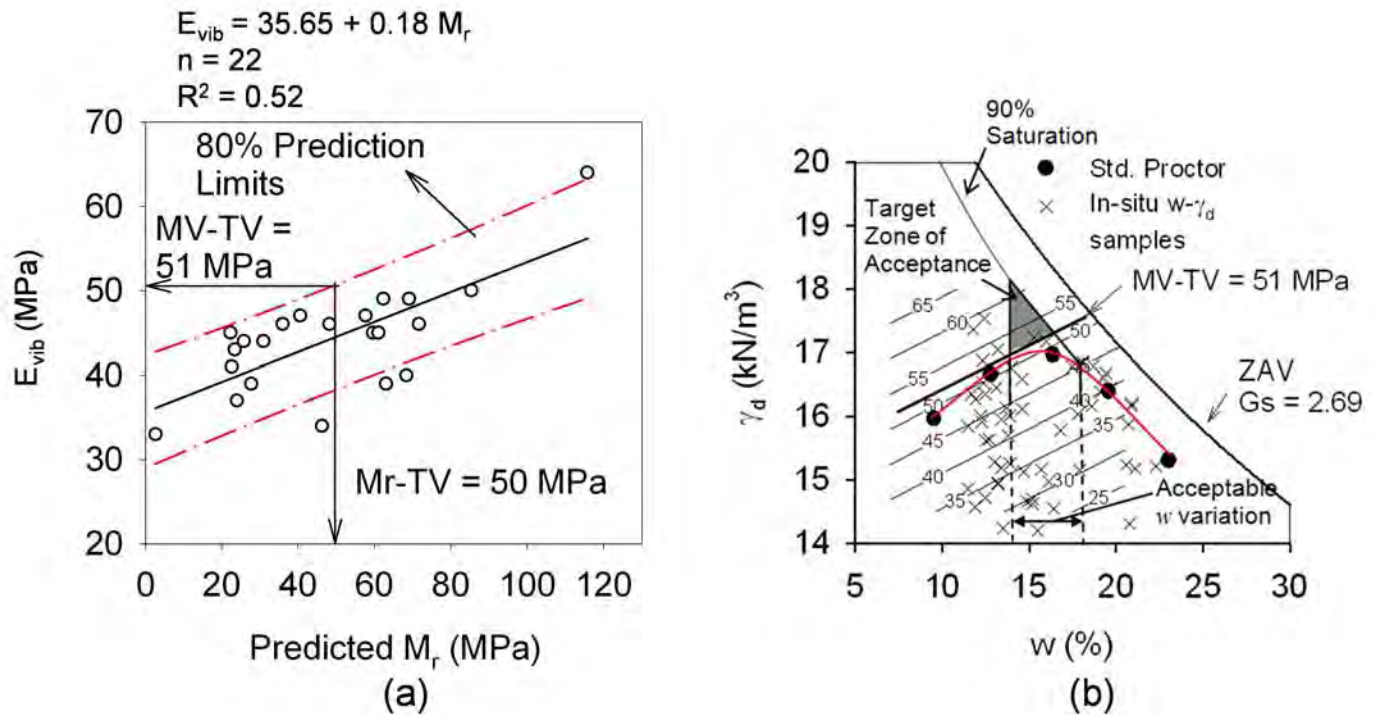 E_vib = 35.65 + 0.18 M_r
n = 22
R² = 0.52
70
60
50
40
30
20
E_vib (MPa)
80% Prediction
Limits
MV-TV =
51 MPa
Mr-TV = 50 MPa
0 20 40 60 80 100 120
Predicted M_r (MPa)
(a)
90%
Saturation
Std. Proctor
In-situ w-γ_d
samples
Target
Zone of
Acceptance
MV-TV = 51 MPa
ZAV
Gs = 2.69
20
19
18
17
16
15
14
γ_d (kN/m³)
65
60
55
50
45
40
35
55
50
40
35
30
25
Acceptable
w variation
5 10 15 20 25 30
w (%)
(b)